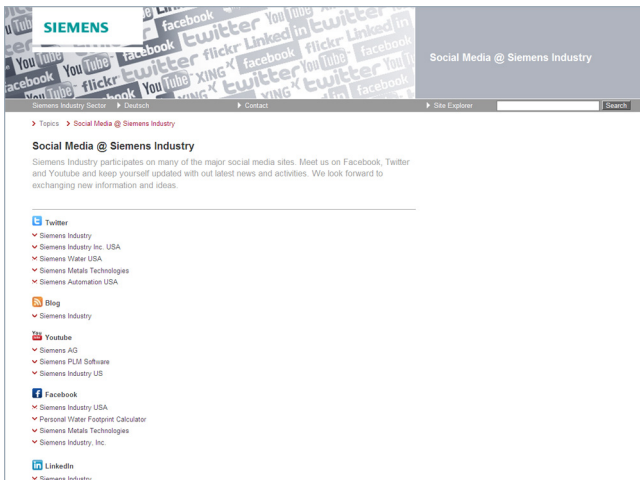 SIEMENS
Social Media @ Siemens Industry
Siemens Industry Sector Deutsch Contact Site Explorer Search
Topics Social Media @ Siemens Industry
Social Media @ Siemens Industry
Siemens Industry participates on many of the major social media sites. Meet us on Facebook, Twitter
and Youtube and keep yourself updated with out latest news and activities. We look forward to
exchanging new information and ideas.
Twitter
Siemens Industry
Siemens Industry Inc. USA
Siemens Water USA
Siemens Metals Technologies
Siemens Automation USA
Blog
Siemens Industry
You
Youtube
Siemens AG
Siemens PLM Software
Siemens Industry US
Facebook
Siemens Industry USA
Personal Water Footprint Calculator
Siemens Metals Technologies
Siemens Industry, Inc.
in LinkedIn
Siemens Industry